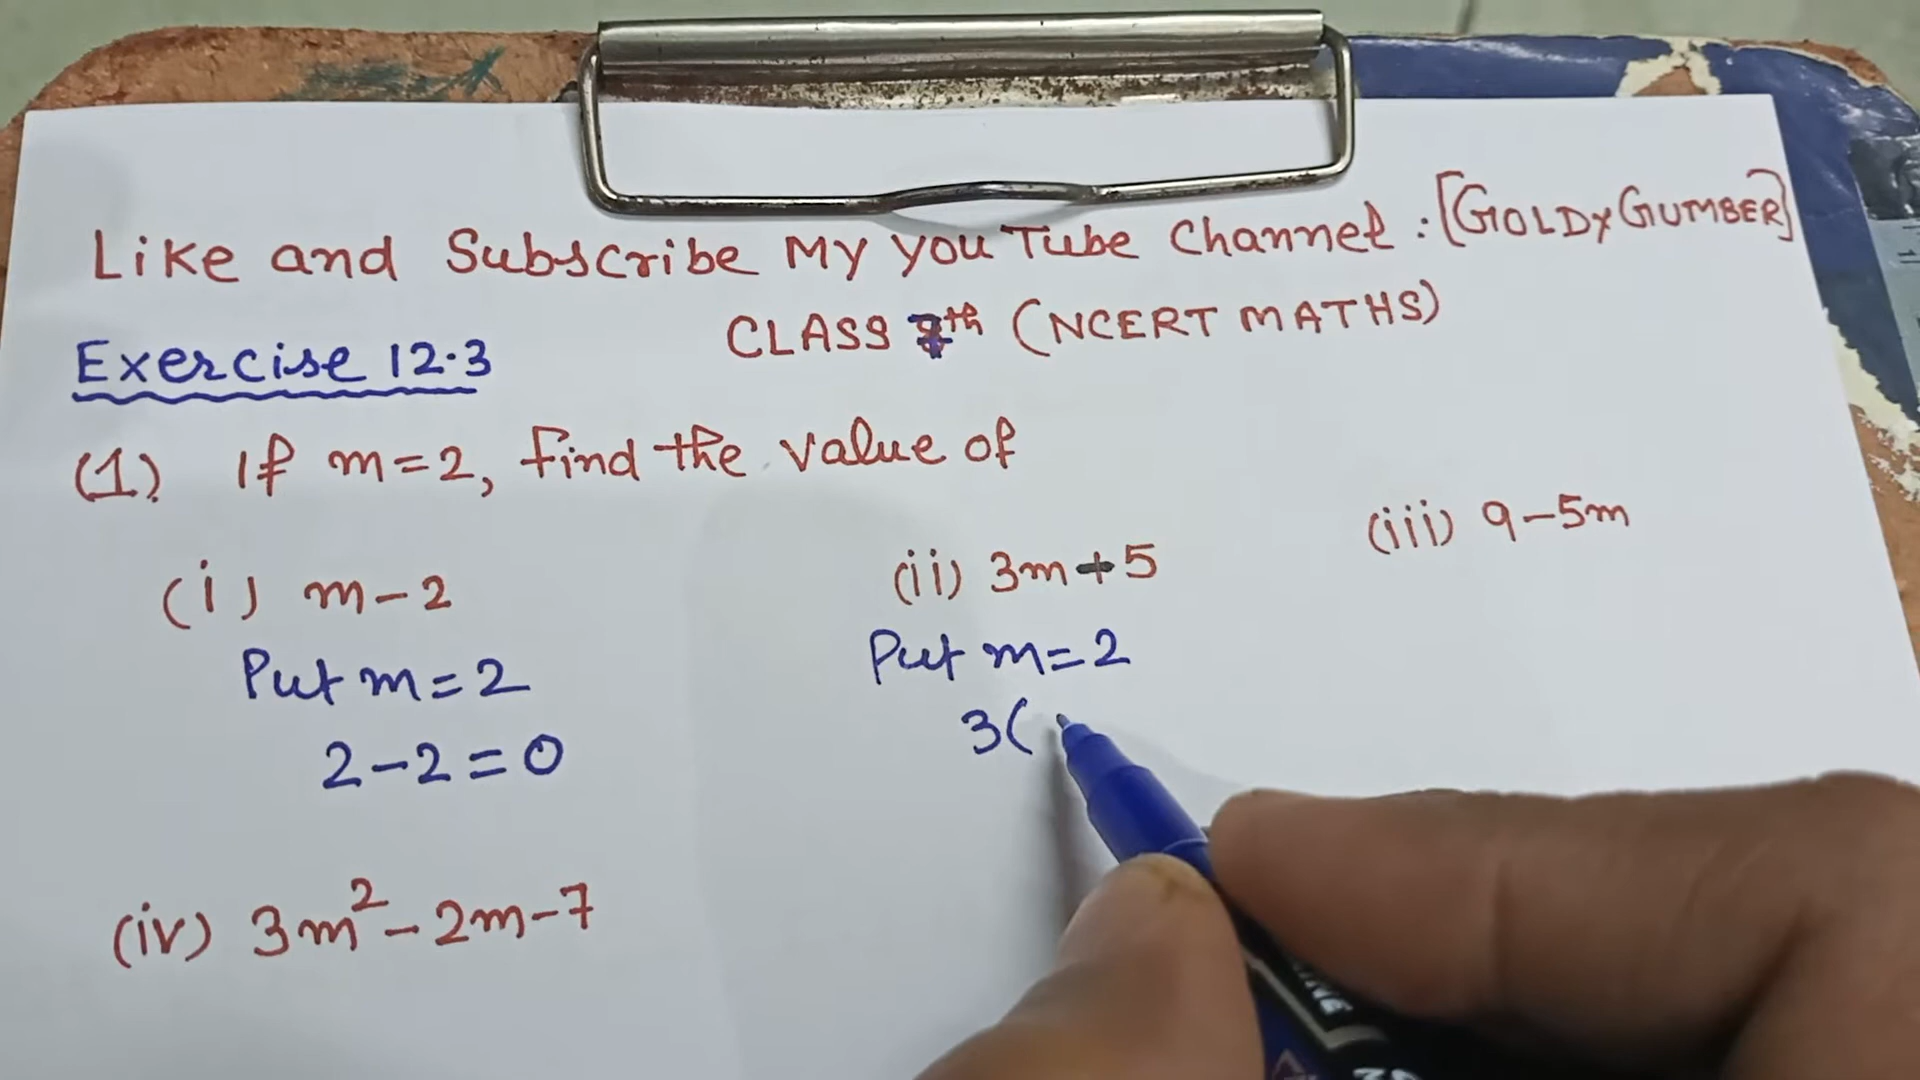 Like and Subscribe My YouTube Channel : [GOLDY GUMBER]
CLASS 7th (NCERT MATHS)
Exercise 12.3
(1) If m=2, find the value of
(i) m-2
Put m=2
2-2=0
(ii) 3m+5
Put m=2
3(
(iii) 9-5m
(iv) 3m²-2m-7